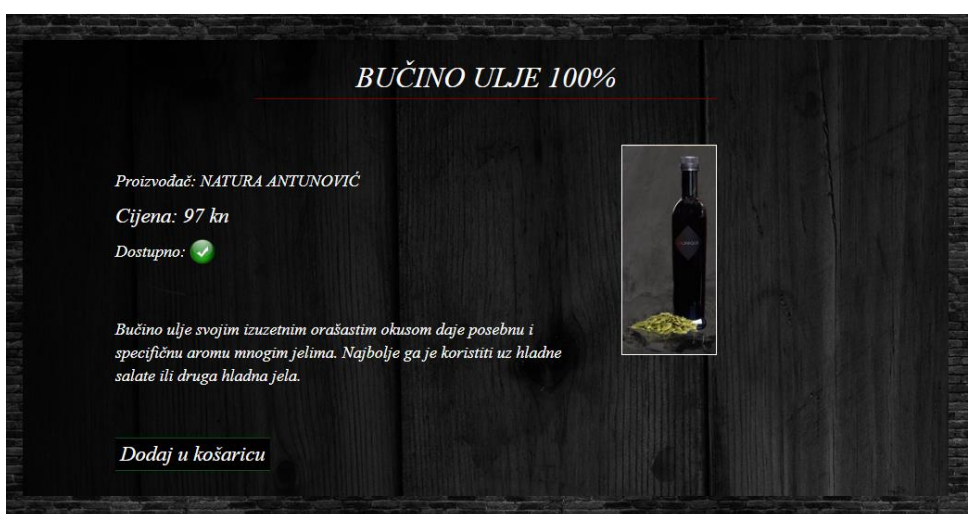 BUČINO ULJE 100%
Proizvođač: NATURA ANTUNOVIĆ
Cijena: 97 kn
Dostupno:
Bučino ulje svojim izuzetnim orašastim okusom daje posebnu i
specifičnu aromu mnogim jelima. Najbolje ga je koristiti uz hladne
salate ili druga hladna jela.
Dodaj u košaricu